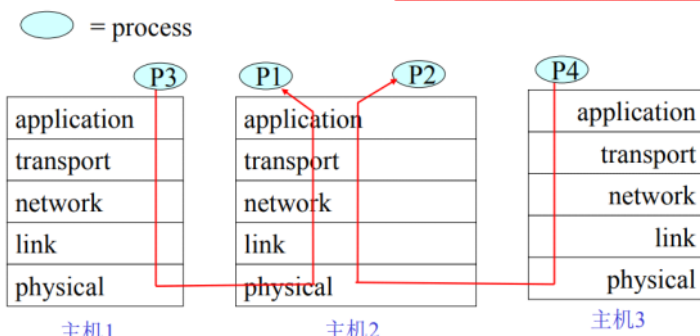 = process
P3
P1
P2
P4
application
transport
network
link
physical
主机1
application
transport
network
link
physical
主机2
application
transport
network
link
physical
主机3